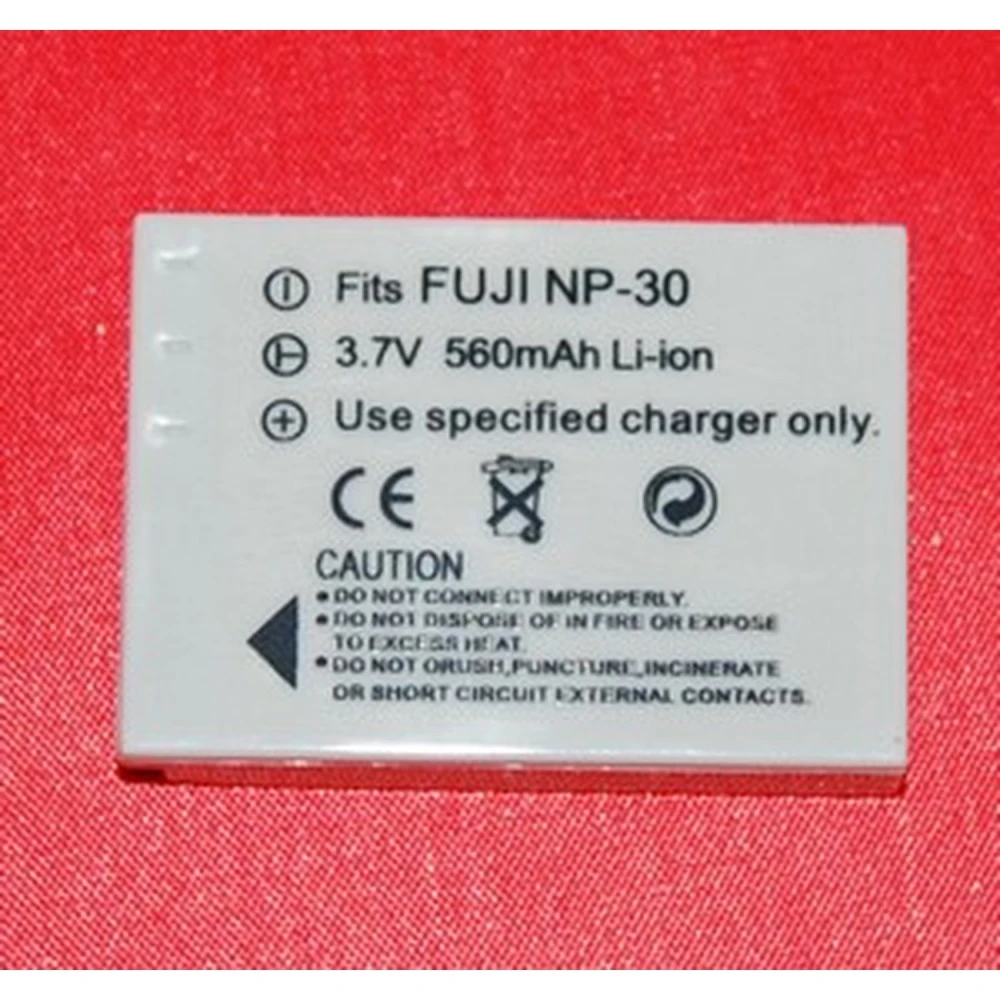 Fits FUJI NP-30
3.7V 560mAh Li-ion
Use specified charger only.
CE
CAUTION
• DO NOT CONNECT IMPROPERLY.
• DO NOT DISPOSE OF IN FIRE OR EXPOSE
TO EXCESS HEAT.
• DO NOT ORUSH,PUNCTURE,INCINERATE
OR SHORT CIRCUIT EXTERNAL CONTACTS.